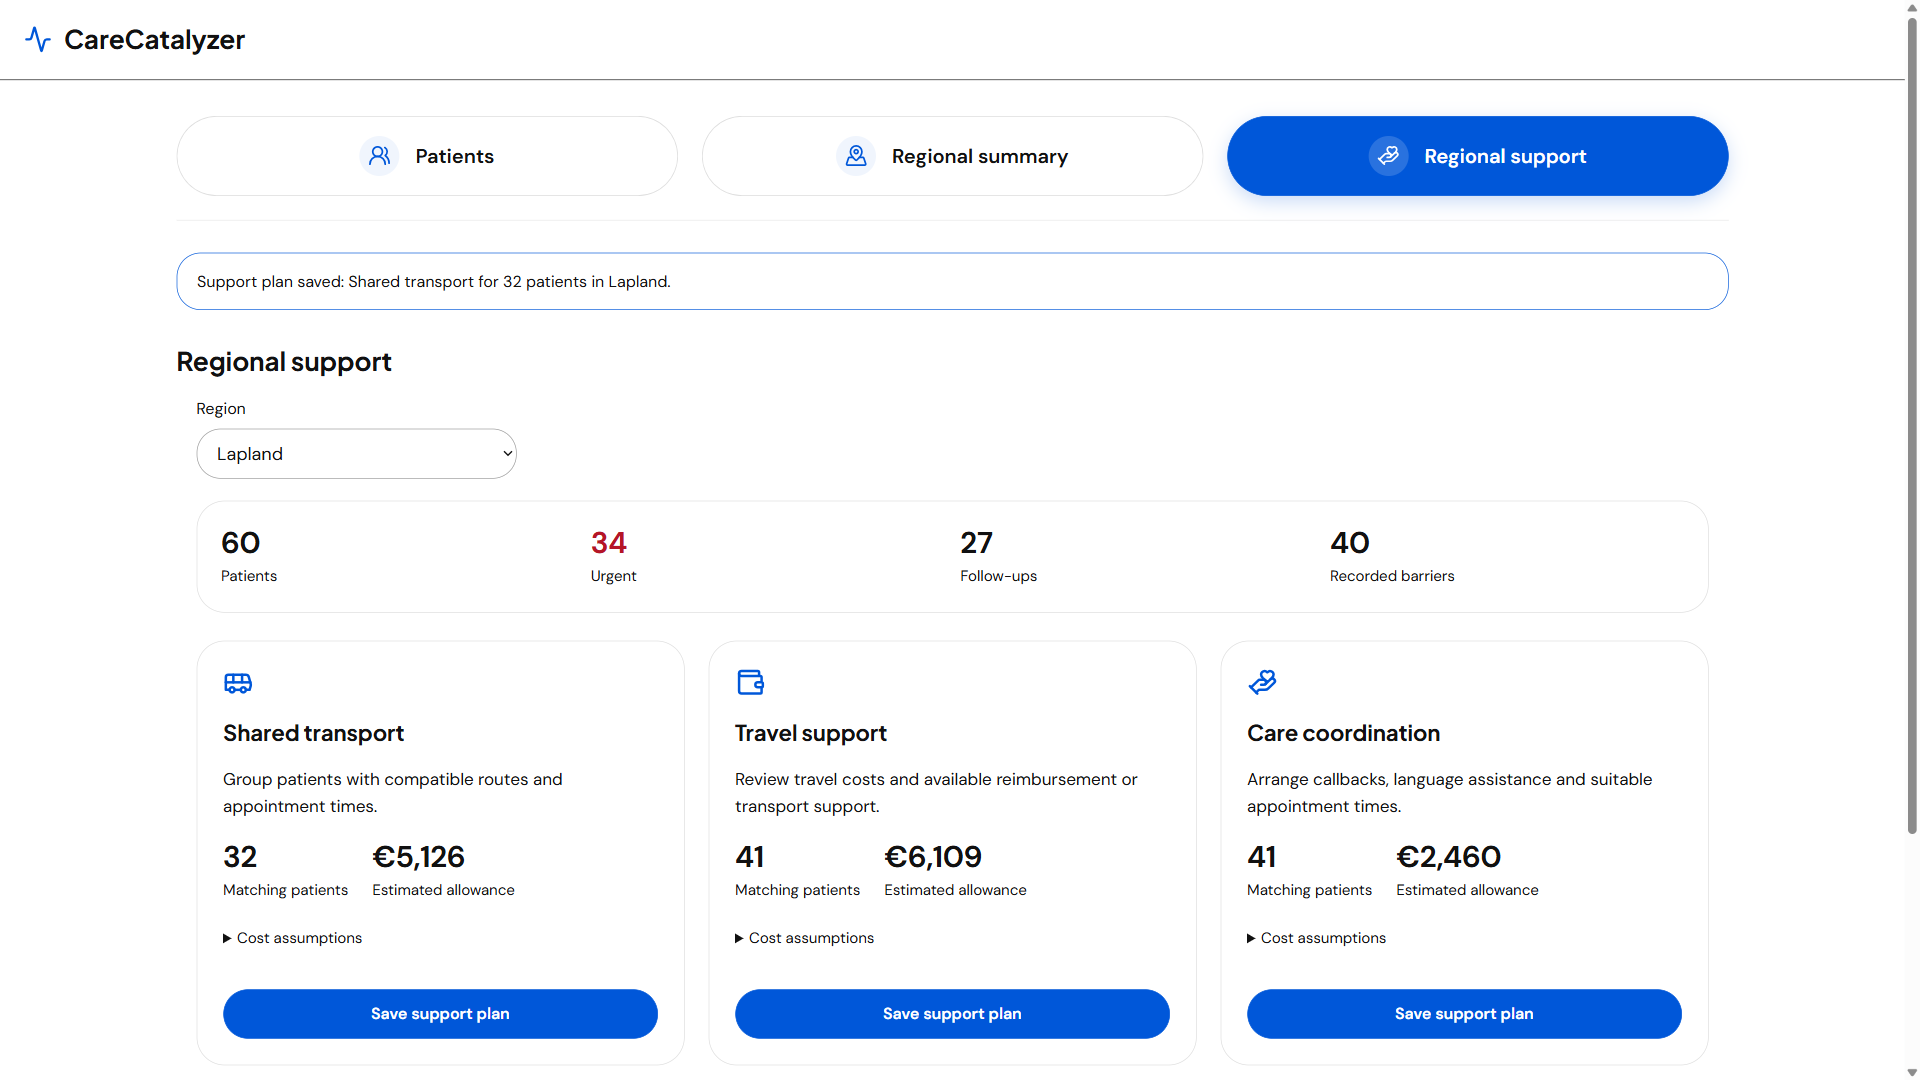 CareCatalyzer
Patients
Regional summary
Regional support
Support plan saved: Shared transport for 32 patients in Lapland.
Regional support
Region
Lapland
60
Patients
34
Urgent
27
Follow-ups
40
Recorded barriers
Shared transport
Group patients with compatible routes and
appointment times.
32
Matching patients
€5,126
Estimated allowance
Cost assumptions
Save support plan
Travel support
Review travel costs and available reimbursement or
transport support.
41
Matching patients
€6,109
Estimated allowance
Cost assumptions
Save support plan
Care coordination
Arrange callbacks, language assistance and suitable
appointment times.
41
Matching patients
€2,460
Estimated allowance
Cost assumptions
Save support plan